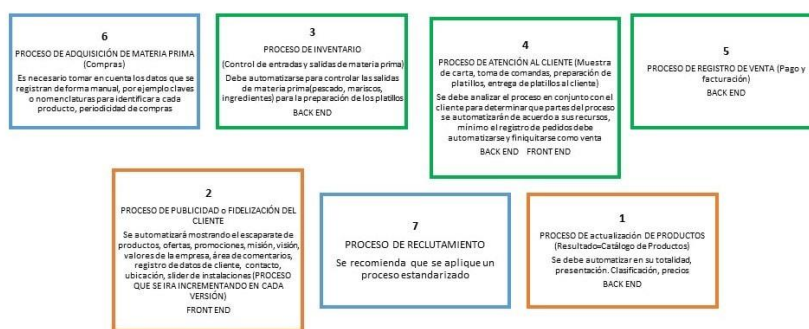 6
PROCESO DE ADQUISICIÓN DE MATERIA PRIMA
(Compras)
Es necesario tomar en cuenta los datos que se
registran de forma manual, por ejemplo claves
o nomenclaturas para identificar a cada
producto, periodicidad de compras
3
PROCESO DE INVENTARIO
(Control de entradas y salidas de materia prima)
Debe automatizarse para controlar las salidas
de materia prima(pescado, mariscos,
ingredientes) para la preparación de los platillos
BACK END
4
PROCESO DE ATENCIÓN AL CLIENTE (Muestra
de carta, toma de comandas, preparación de
platillos, entrega de platillos al cliente)
Se debe analizar el proceso en conjunto con el
cliente para determinar que partes del proceso
se automatizarán de acuerdo a sus recursos,
mínimo el registro de pedidos debe
automatizarse y finiquitarse como venta
BACK END FRONT END
5
PROCESO DE REGISTRO DE VENTA (Pago y
facturación)
BACK END
2
PROCESO DE PUBLICIDAD o FIDELIZACIÓN DEL
CLIENTE
Se automatizará mostrando el escaparate de
productos, ofertas, promociones, misión, visión,
valores de la empresa, área de comentarios,
registro de datos de cliente, contacto,
ubicación, slider de instalaciones (PROCESO
QUE SE IRA INCREMENTANDO EN CADA
VERSIÓN)
FRONT END
7
PROCESO DE RECLUTAMIENTO
Se recomienda que se aplique un
proceso estandarizado
1
PROCESO DE actualización DE PRODUCTOS
(Resultado=Catálogo de Productos)
Se debe automatizar en su totalidad,
presentación. Clasificación, precios
BACK END